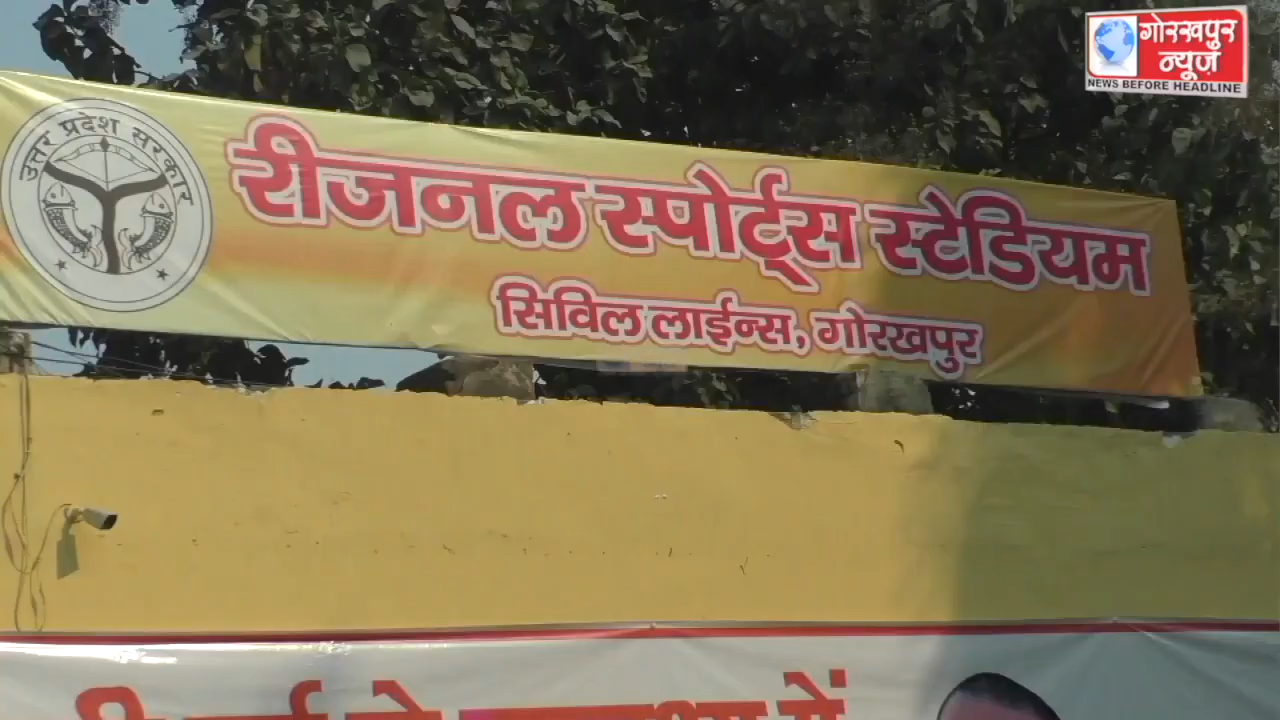 गोरखपुर
न्यूज़
NEWS BEFORE HEADLINE
उत्तर प्रदेश सरकार
रीजनल स्पोर्ट्स स्टेडियम
सिविल लाईन्स, गोरखपुर
में